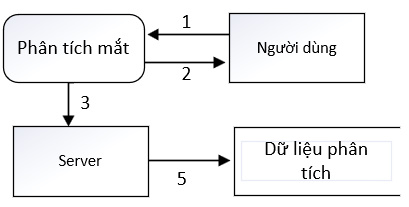 1
Phân tích mắt
Người dùng
2
3
Server
5
Dữ liệu phân
tích